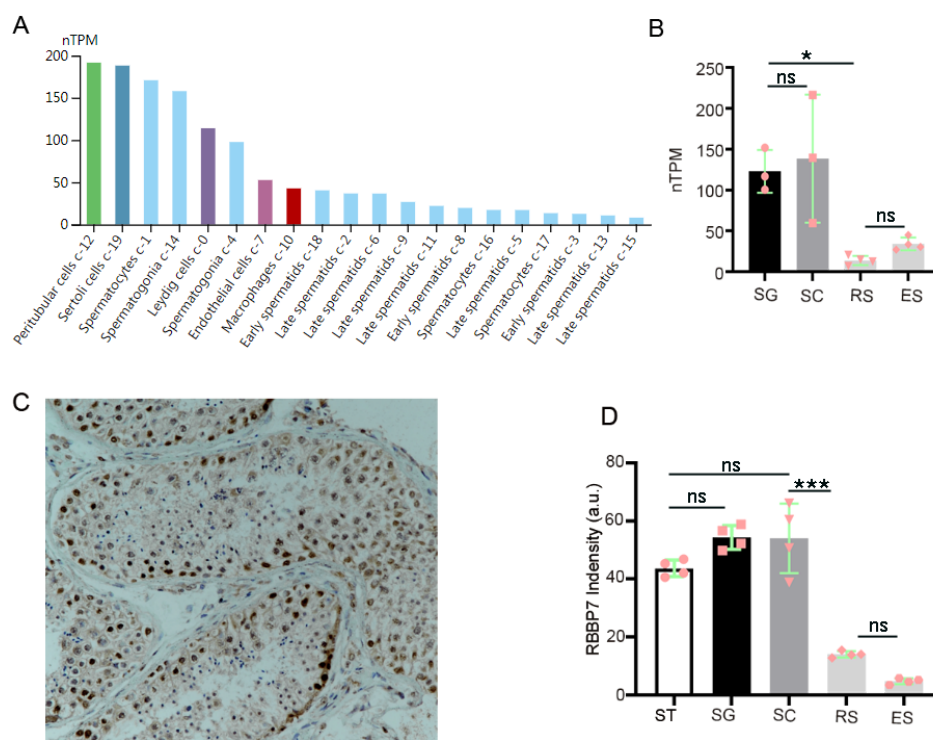 A
nTPM
200
150
100
50
0
Peritubular cells c-12
Sertoli cells c-19
Spermatocytes c-1
Spermatogonia c-14
Leydig cells c-0
Spermatogonia c-4
Endothelial cells c-7
Macrophages c-10
Early spermatids c-18
Late spermatids c-2
Late spermatids c-6
Late spermatids c-9
Late spermatids c-11
Early spermatids c-8
Spermatocytes c-16
Late spermatids c-5
Spermatocytes c-17
Early spermatids c-3
Late spermatids c-13
Late spermatids c-15
B
nTPM
250
200
150
100
50
0
*
ns
ns
SG SC RS ES
C
D
RBBP7 Indensity (a.u.)
80
60
40
20
0
ns
ns
***
ns
ST SG SC RS ES